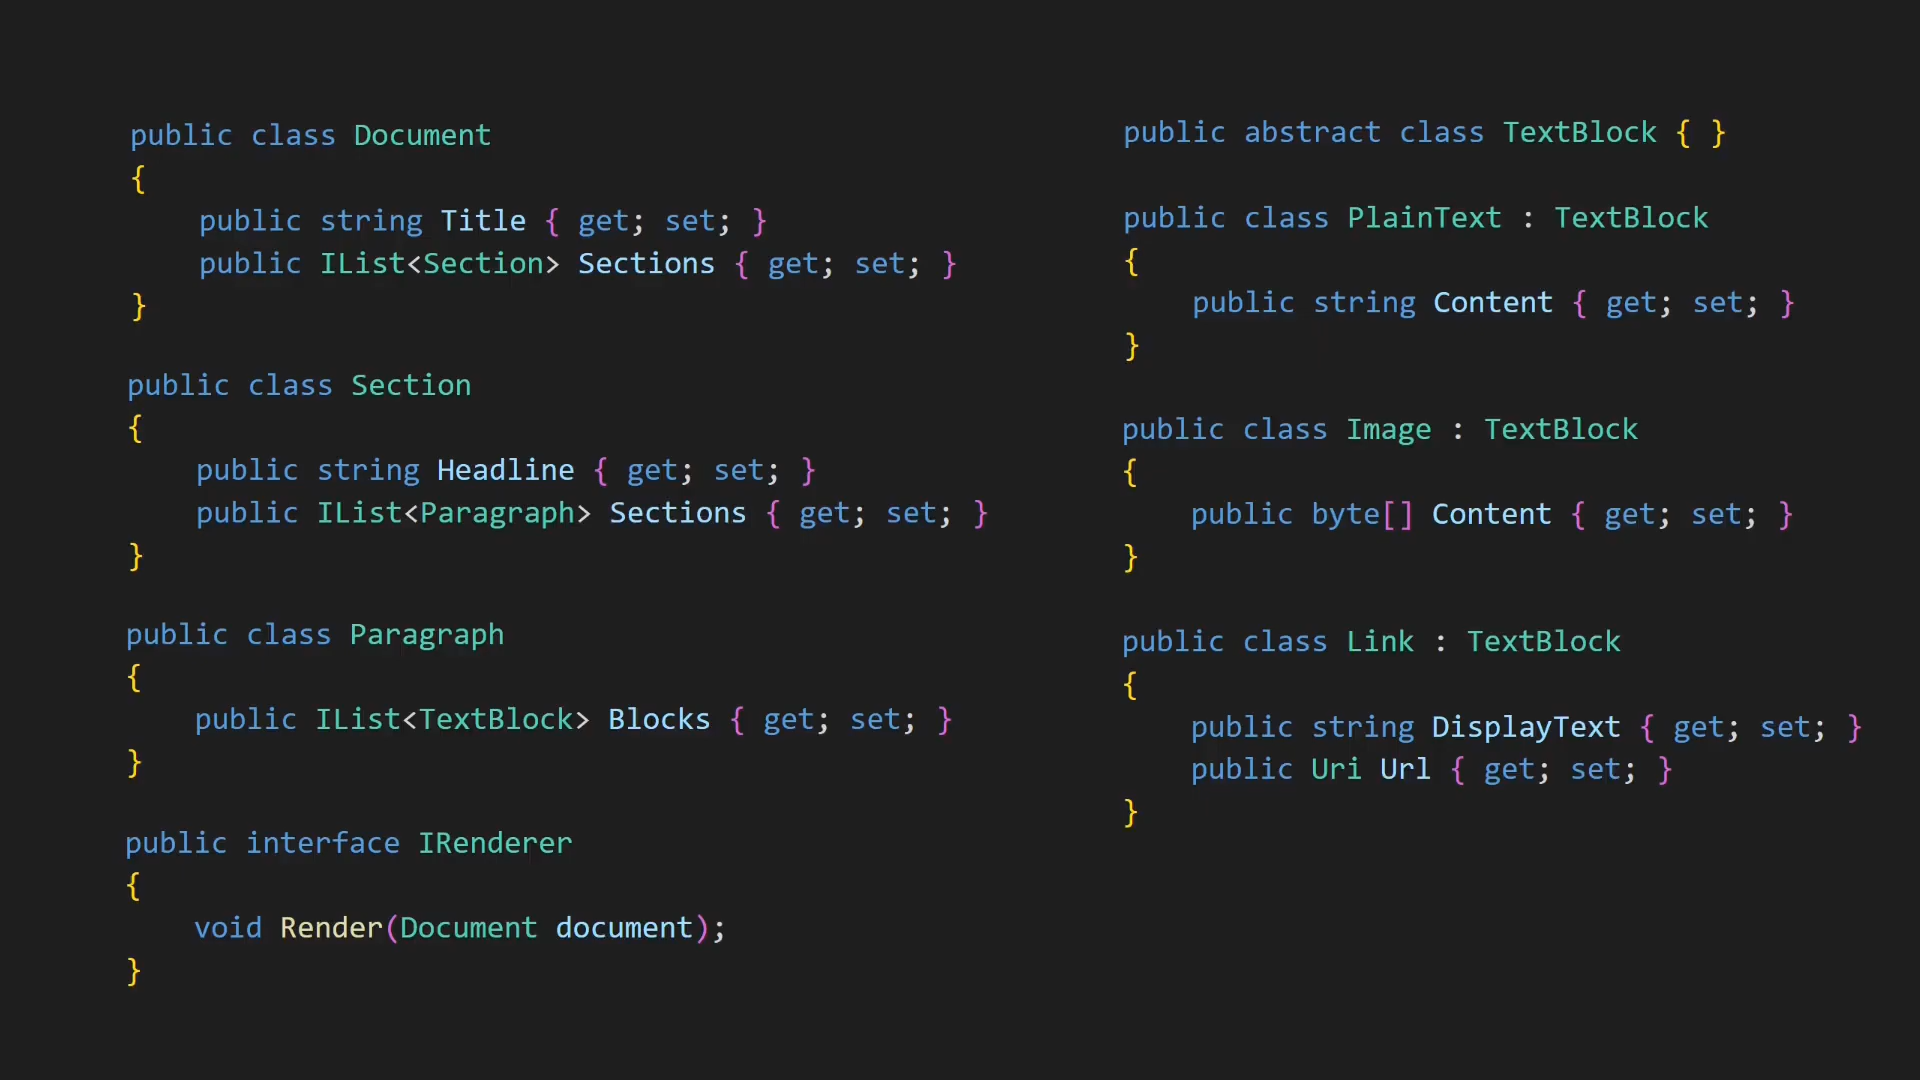 public class Document
{
    public string Title { get; set; }
    public IList<Section> Sections { get; set; }
}
public class Section
{
    public string Headline { get; set; }
    public IList<Paragraph> Sections { get; set; }
}
public class Paragraph
{
    public IList<TextBlock> Blocks { get; set; }
}
public interface IRenderer
{
    void Render(Document document);
}
public abstract class TextBlock { }
public class PlainText : TextBlock
{
    public string Content { get; set; }
}
public class Image : TextBlock
{
    public byte[] Content { get; set; }
}
public class Link : TextBlock
{
    public string DisplayText { get; set; }
    public Uri Url { get; set; }
}